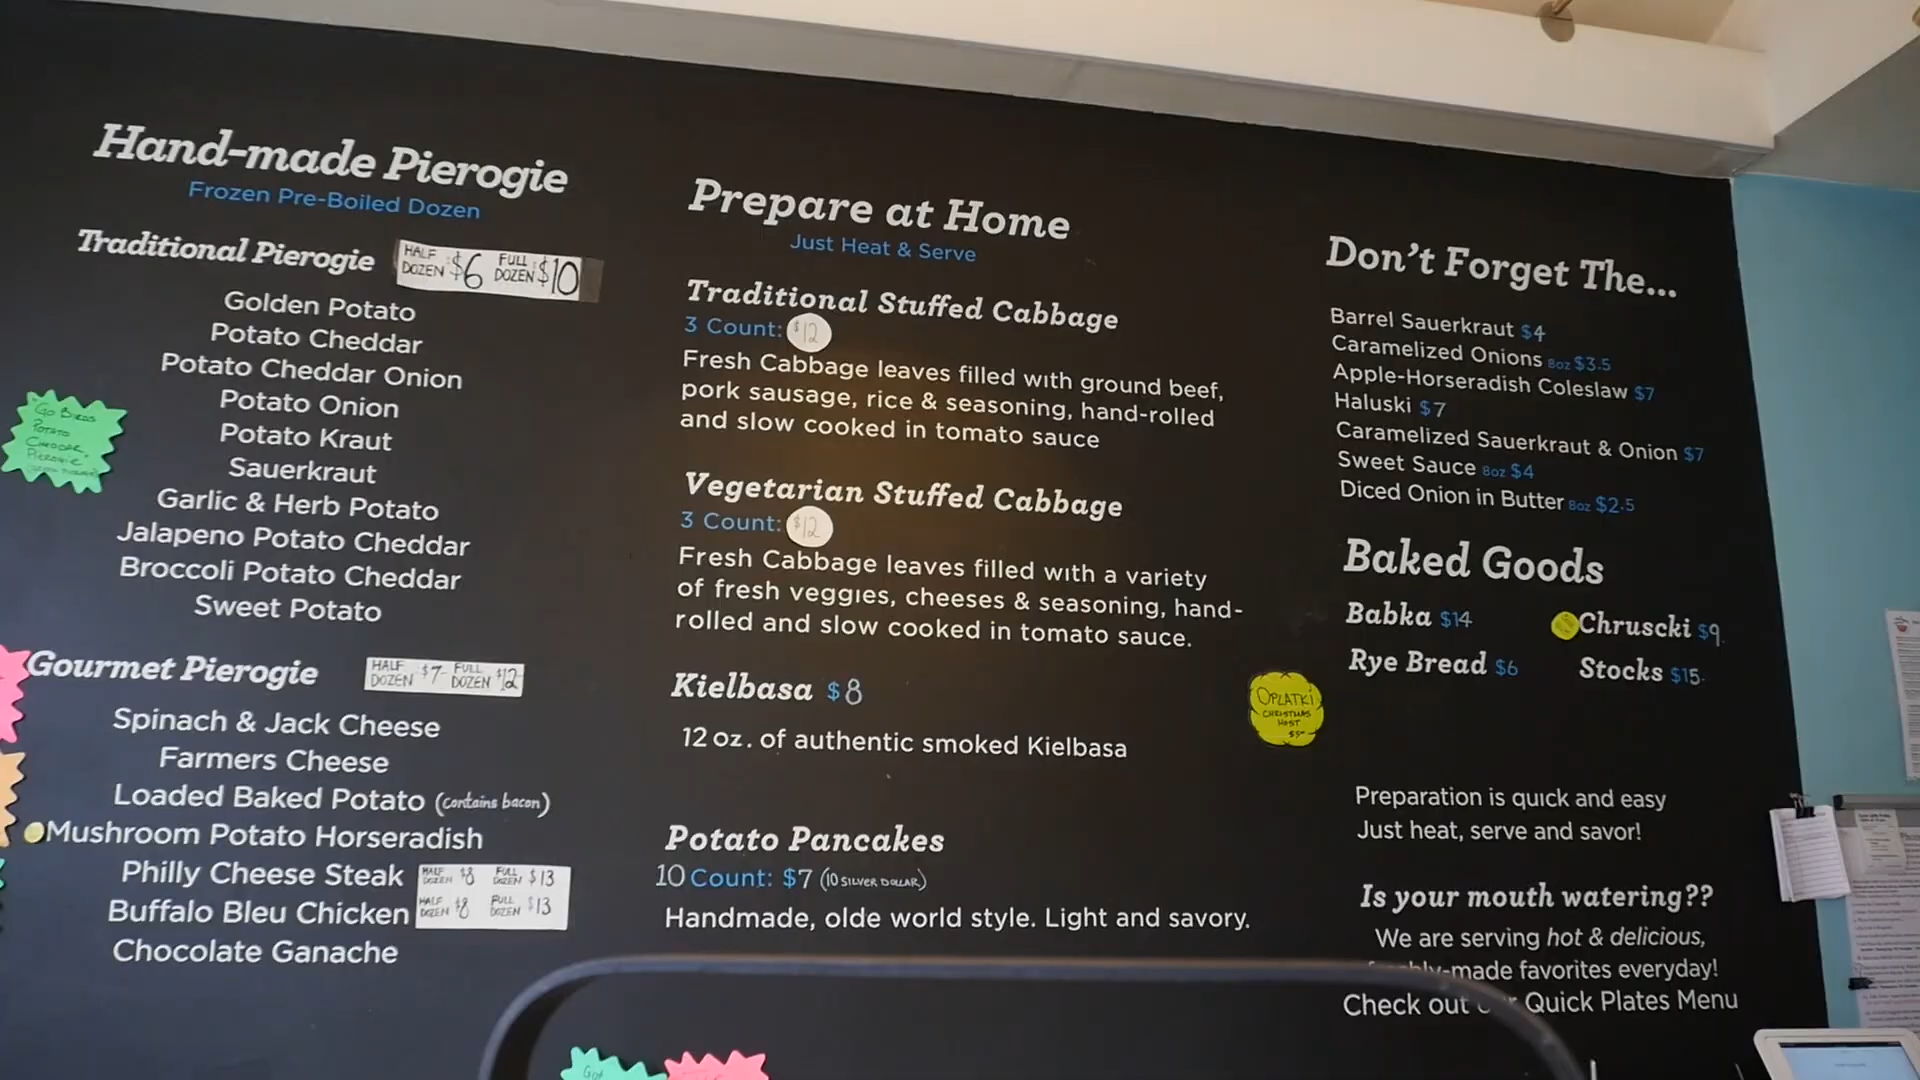 Hand-made Pierogie
Frozen Pre-Boiled Dozen
Traditional Pierogie
HALF DOZEN $6 FULL DOZEN $10
Golden Potato
Potato Cheddar
Potato Cheddar Onion
Potato Onion
Potato Kraut
Sauerkraut
Garlic & Herb Potato
Jalapeno Potato Cheddar
Broccoli Potato Cheddar
Sweet Potato
GO BIRDS
POTATO
CHEDDAR
PIEROGIE
Gourmet Pierogie
HALF DOZEN $7 FULL DOZEN $12
Spinach & Jack Cheese
Farmers Cheese
Loaded Baked Potato (contains bacon)
Mushroom Potato Horseradish
Philly Cheese Steak HALF DOZEN $8 FULL DOZEN $13
Buffalo Bleu Chicken HALF DOZEN $8 FULL DOZEN $13
Chocolate Ganache
Prepare at Home
Just Heat & Serve
Traditional Stuffed Cabbage
3 Count: $12
Fresh Cabbage leaves filled with ground beef,
pork sausage, rice & seasoning, hand-rolled
and slow cooked in tomato sauce
Vegetarian Stuffed Cabbage
3 Count: $12
Fresh Cabbage leaves filled with a variety
of fresh veggies, cheeses & seasoning, hand-
rolled and slow cooked in tomato sauce.
Kielbasa $8
12 oz. of authentic smoked Kielbasa
Potato Pancakes
10 Count: $7 (10 SILVER DOLLAR)
Handmade, olde world style. Light and savory.
Don't Forget The...
Barrel Sauerkraut $4
Caramelized Onions 8oz $3.5
Apple-Horseradish Coleslaw $7
Haluski $7
Caramelized Sauerkraut & Onion $7
Sweet Sauce 8oz $4
Diced Onion in Butter 8oz $2.5
Baked Goods
Babka $14
Chruscki $9
Rye Bread $6
Stocks $15
OPLATKI
CHRISTMAS
HOST
Preparation is quick and easy
Just heat, serve and savor!
Is your mouth watering??
We are serving hot & delicious,
-made favorites everyday!
Check out Quick Plates Menu